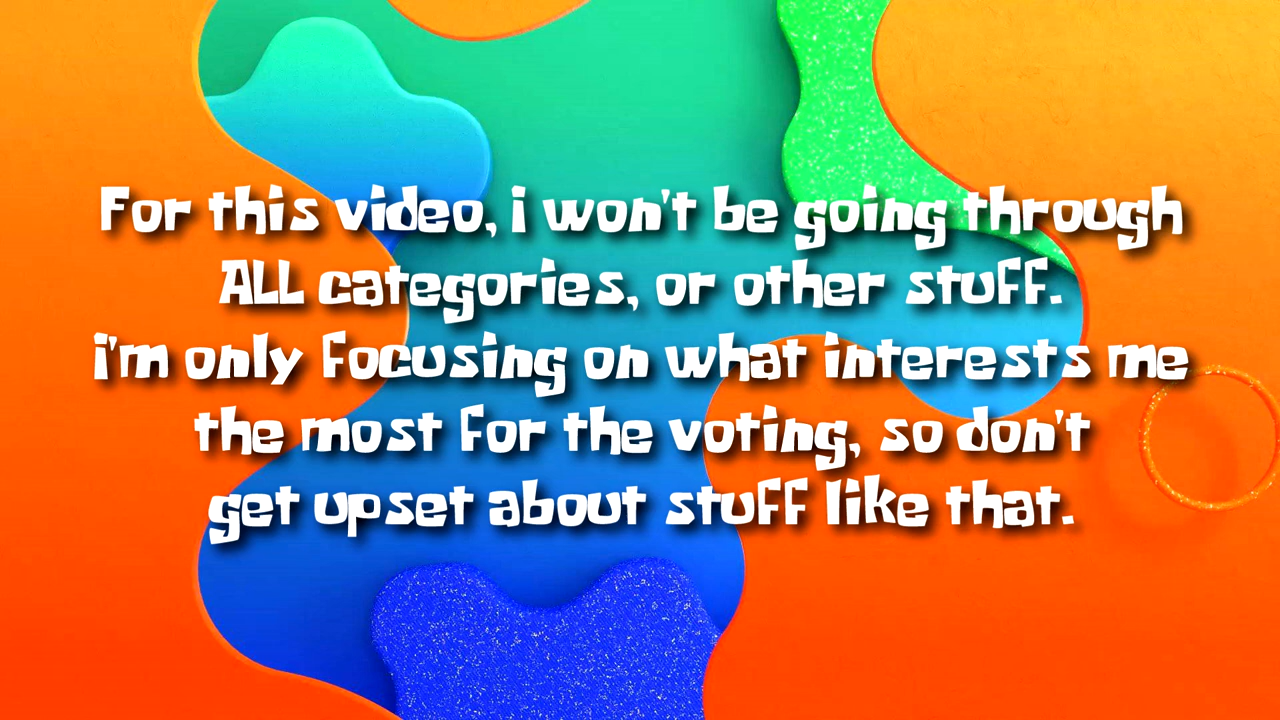 For this video, i won't be going through
ALL categories, or other stuff.
i'm only focusing on what interests me
the most for the voting, so don't
get upset about stuff like that.